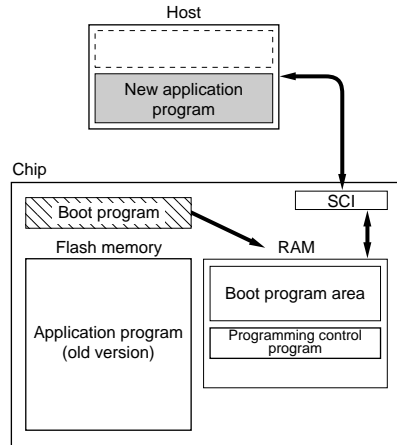 Host
New application
program
Chip
SCI
Boot program
Flash memory
RAM
Boot program area
Application program
(old version)
Programming control
program